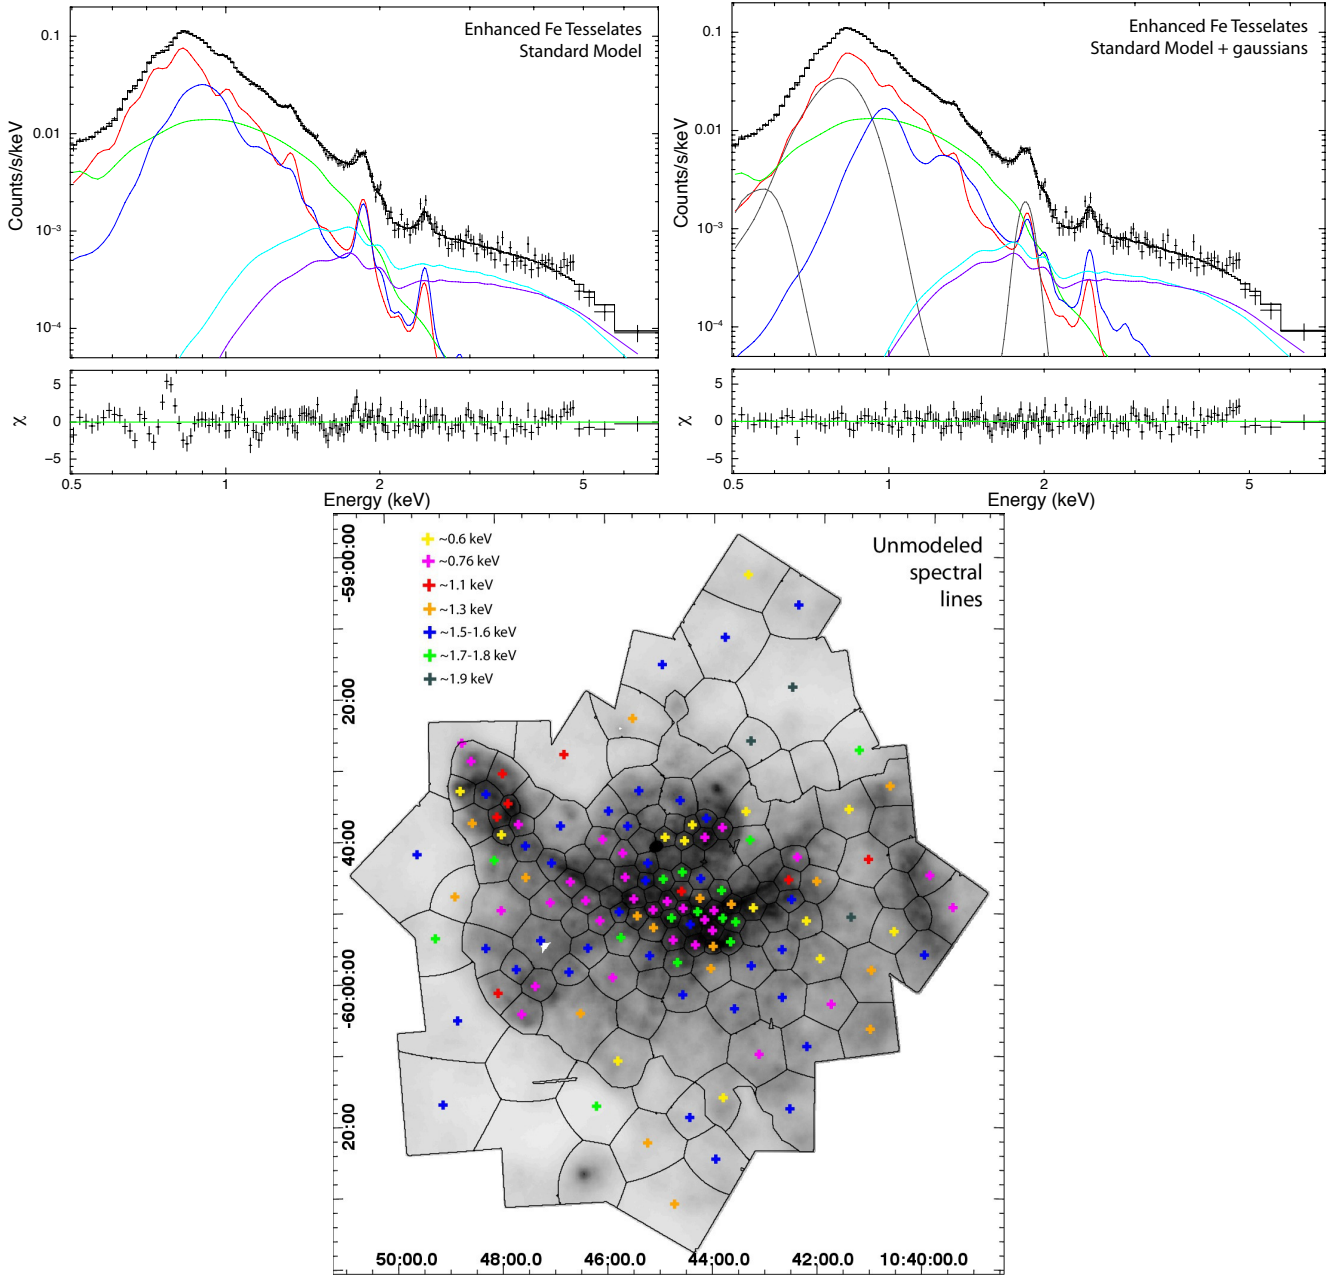 Enhanced Fe Tesselates
Standard Model
Counts/s/keV
0.1
0.01
10⁻³
10⁻⁴
χ
5
0
−5
0.5
1
2
5
Energy (keV)
Enhanced Fe Tesselates
Standard Model + gaussians
Counts/s/keV
0.1
0.01
10⁻³
10⁻⁴
χ
5
0
−5
0.5
1
2
5
Energy (keV)
~0.6 keV
~0.76 keV
~1.1 keV
~1.3 keV
~1.5-1.6 keV
~1.7-1.8 keV
~1.9 keV
Unmodeled
spectral
lines
-59:00:00
20:00
40:00
-60:00:00
20:00
50:00.0
48:00.0
46:00.0
44:00.0
42:00.0
10:40:00.0